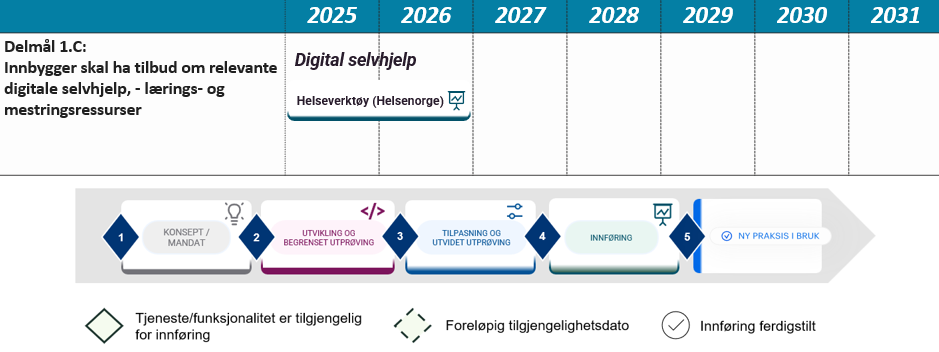 2025 2026 2027 2028 2029 2030 2031
Delmål 1.C:
Innbygger skal ha tilbud om relevante
digitale selvhjelp, - lærings- og
mestringsressurser
Digital selvhjelp
Helseverktøy (Helsenorge)
1
KONSEPT /
MANDAT
2
</>
UTVIKLING OG
BEGRENSET UTPRØVING
3
TILPASNING OG
UTVIDET UTPRØVING
4
INNFØRING
5
NY PRAKSIS I BRUK
Tjeneste/funksjonalitet er tilgjengelig
for innføring
Foreløpig tilgjengelighetsdato
Innføring ferdigstilt